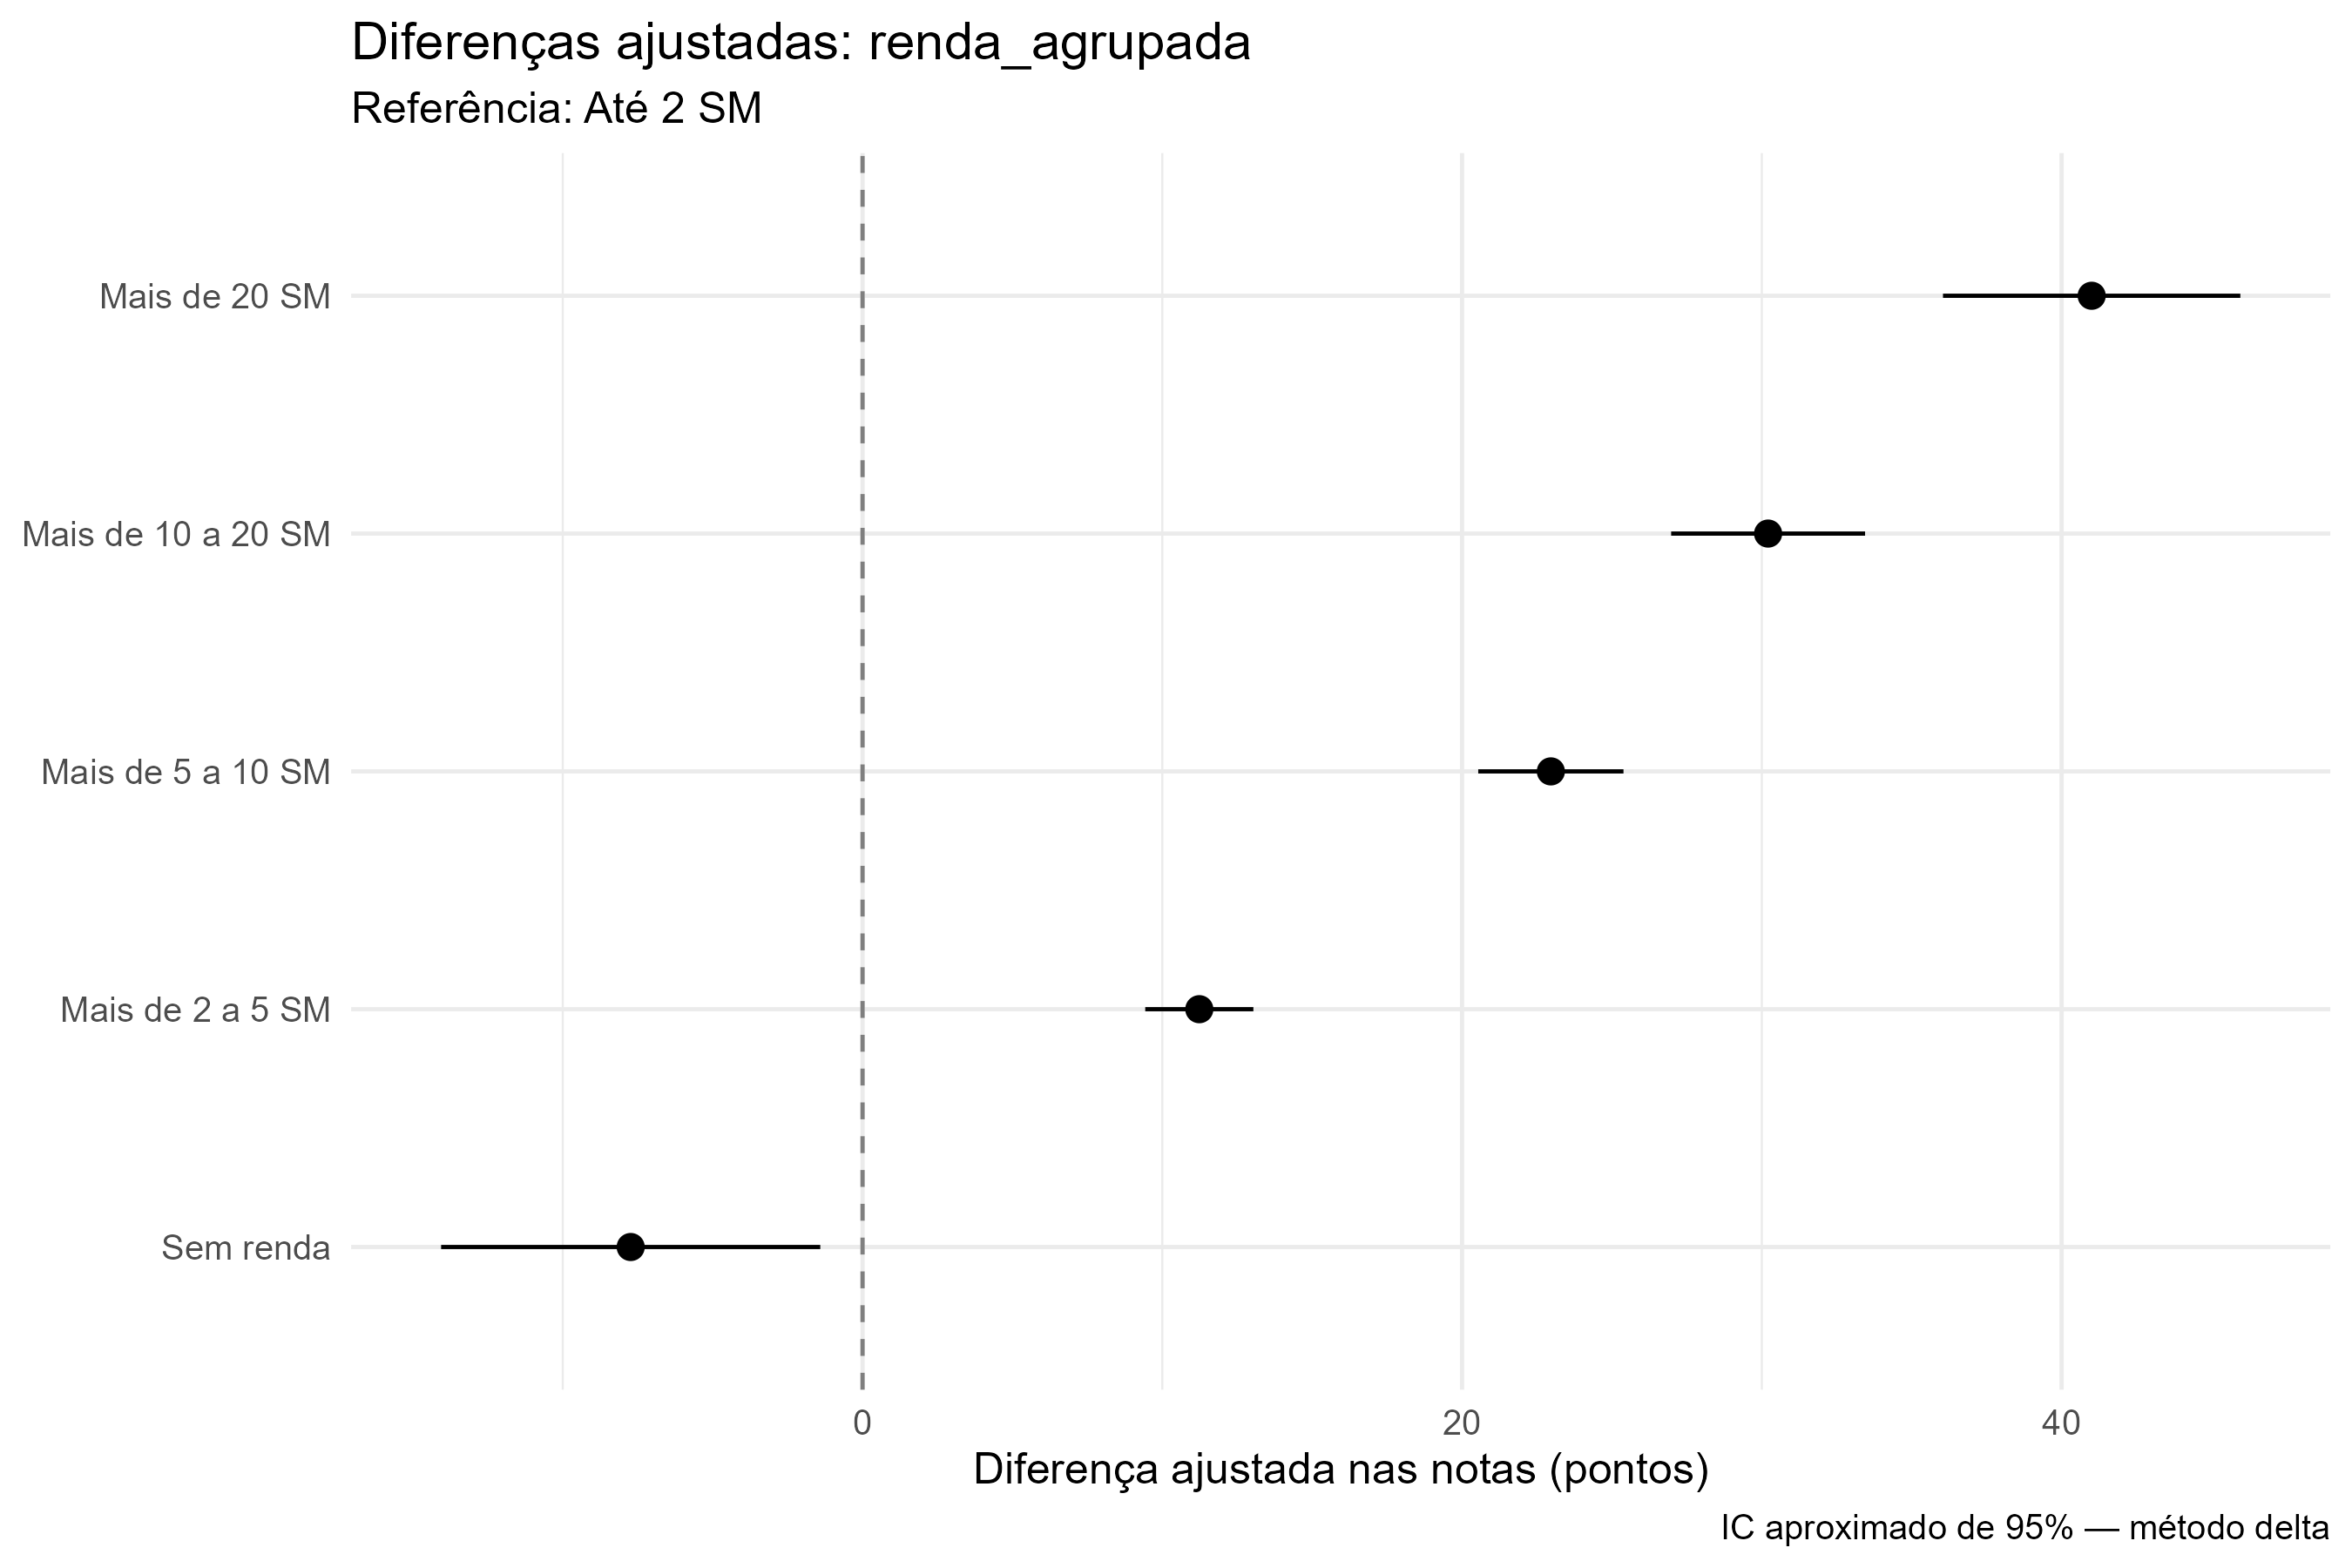 Diferenças ajustadas: renda_agrupada
Referência: Até 2 SM
Mais de 20 SM
Mais de 10 a 20 SM
Mais de 5 a 10 SM
Mais de 2 a 5 SM
Sem renda
0 20 40
Diferença ajustada nas notas (pontos)
IC aproximado de 95% — método delta